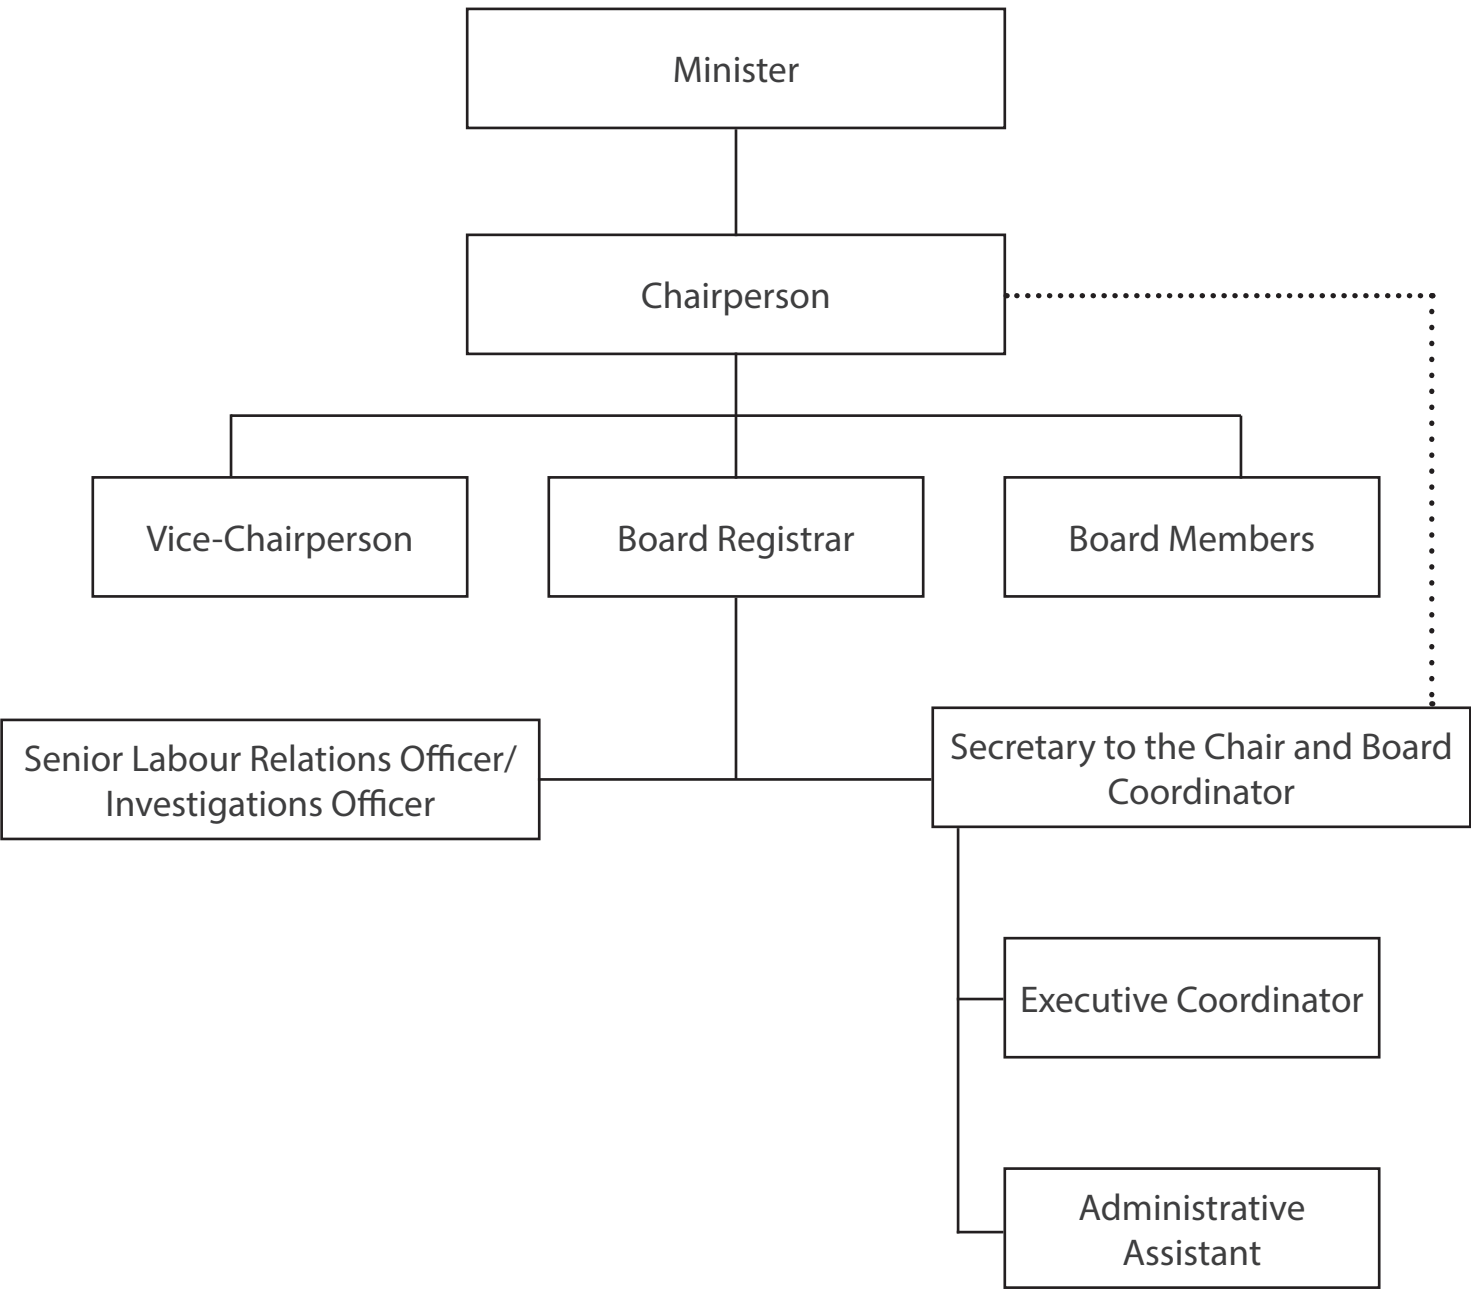 Minister
Chairperson
Vice-Chairperson
Board Registrar
Board Members
Senior Labour Relations Officer/
Investigations Officer
Secretary to the Chair and Board
Coordinator
Executive Coordinator
Administrative
Assistant